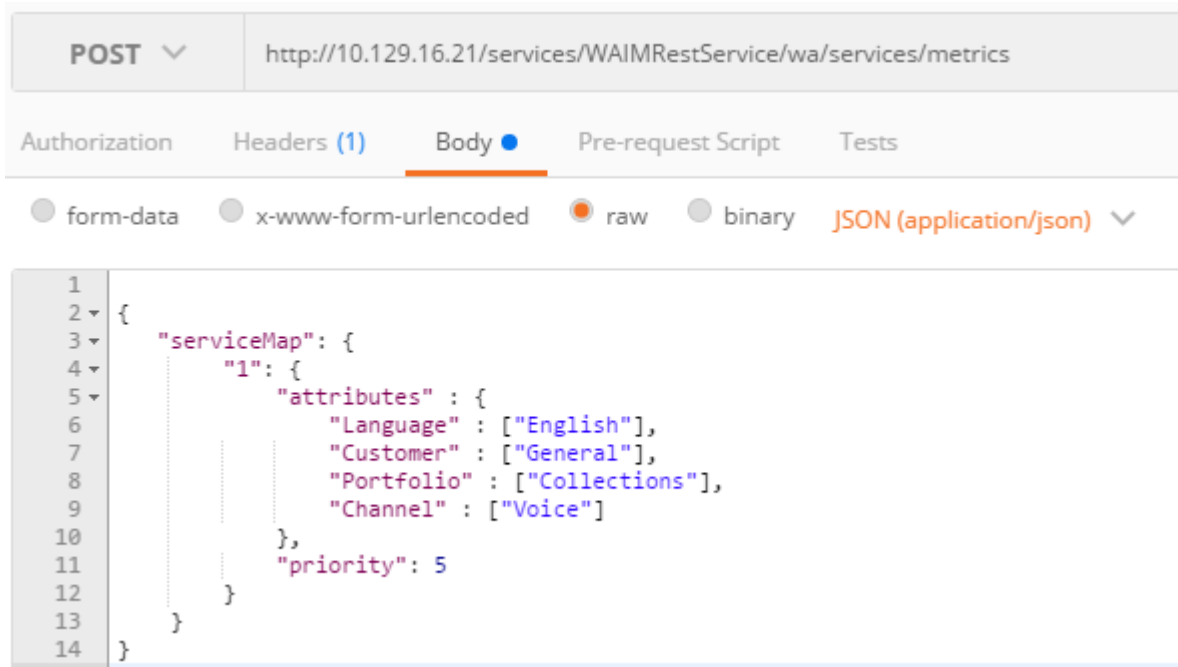 POST http://10.129.16.21/services/WAIMRestService/wa/services/metrics
Authorization Headers (1) Body Pre-request Script Tests
form-data x-www-form-urlencoded raw binary JSON (application/json)
1
2 {
3 "serviceMap": {
4 "1": {
5 "attributes" : {
6 "Language" : ["English"],
7 "Customer" : ["General"],
8 "Portfolio" : ["Collections"],
9 "Channel" : ["Voice"]
10 },
11 "priority": 5
12 }
13 }
14 }